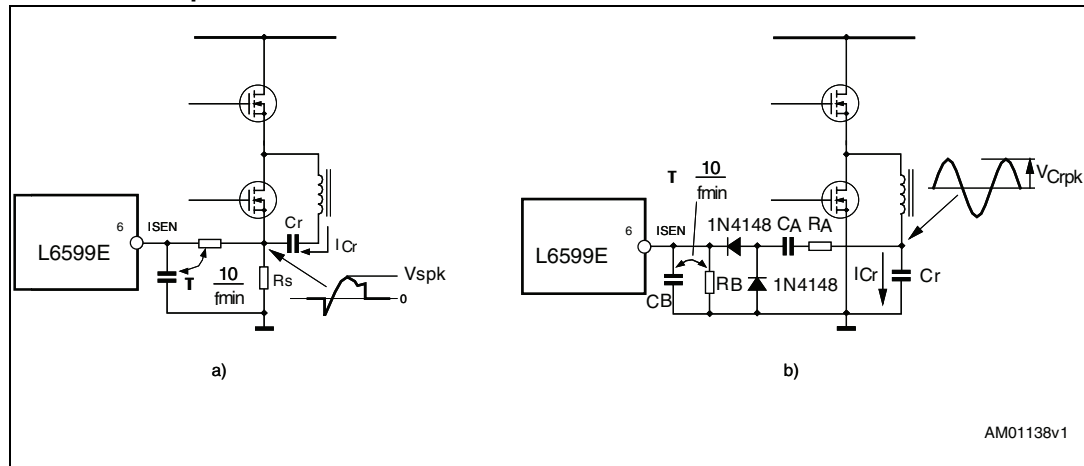 6
ISEN
L6599E
T
10
fmin
Cr
ICr
Rs
Vspk
0
a)
T
10
fmin
6
ISEN
L6599E
1N4148
CA
RA
CB
RB
1N4148
ICr
Cr
VCrpk
b)
AM01138v1